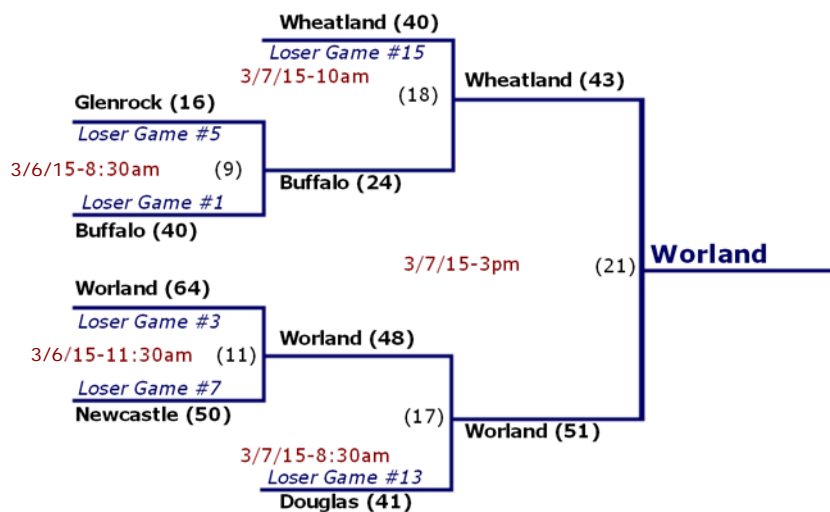 Wheatland (40)
Loser Game #15
3/7/15-10am
(18)
Wheatland (43)
Glenrock (16)
Loser Game #5
3/6/15-8:30am
(9)
Buffalo (24)
Loser Game #1
Buffalo (40)
3/7/15-3pm
(21)
Worland
Worland (64)
Loser Game #3
3/6/15-11:30am
(11)
Worland (48)
Loser Game #7
Newcastle (50)
(17)
Worland (51)
3/7/15-8:30am
Loser Game #13
Douglas (41)